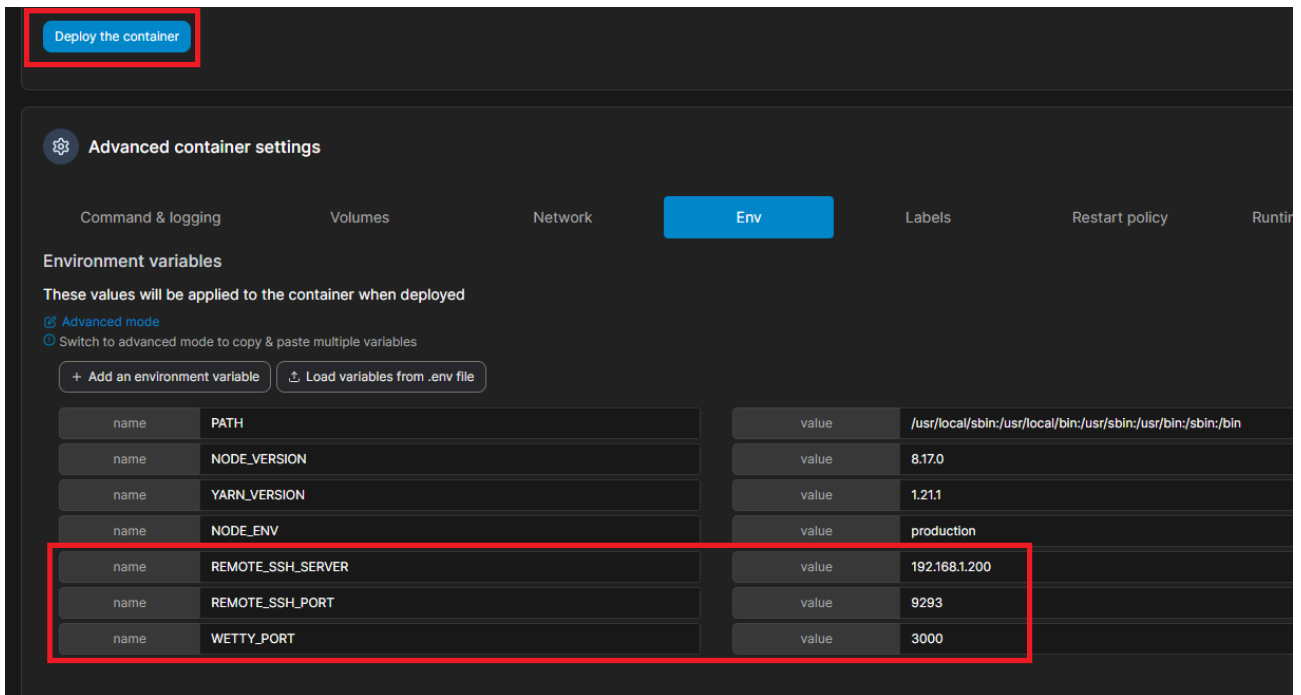 Deploy the container
Advanced container settings
Command & logging Volumes Network Env Labels Restart policy
Environment variables
These values will be applied to the container when deployed
Advanced mode
Switch to advanced mode to copy & paste multiple variables
+ Add an environment variable Load variables from .env file
name PATH value /usr/local/sbin:/usr/local/bin:/usr/sbin:/usr/bin:/sbin:/bin
name NODE_VERSION value 8.17.0
name YARN_VERSION value 1.21.1
name NODE_ENV value production
name REMOTE_SSH_SERVER value 192.168.1.200
name REMOTE_SSH_PORT value 9293
name WETTY_PORT value 3000